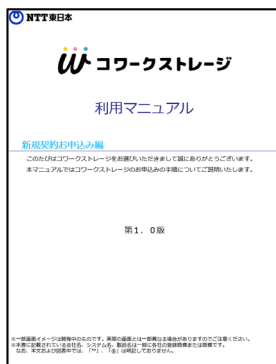 NTT東日本
コワークストレージ
利用マニュアル
新規契約お申込み編
このたびはコワークストレージをお選びいただきまして誠にありがとうございます。
本マニュアルではコワークストレージのお申込みの手順についてご説明いたします。
第1.0版
※一部画面イメージは開発中のものです。実際の画面とは一部異なる場合がありますのでご注意ください。
※本書に記載されている会社名、システム名、製品名は一般に各社の登録商標または商標です。
なお、本文および図表中では、「™」、「®」は明記しておりません。